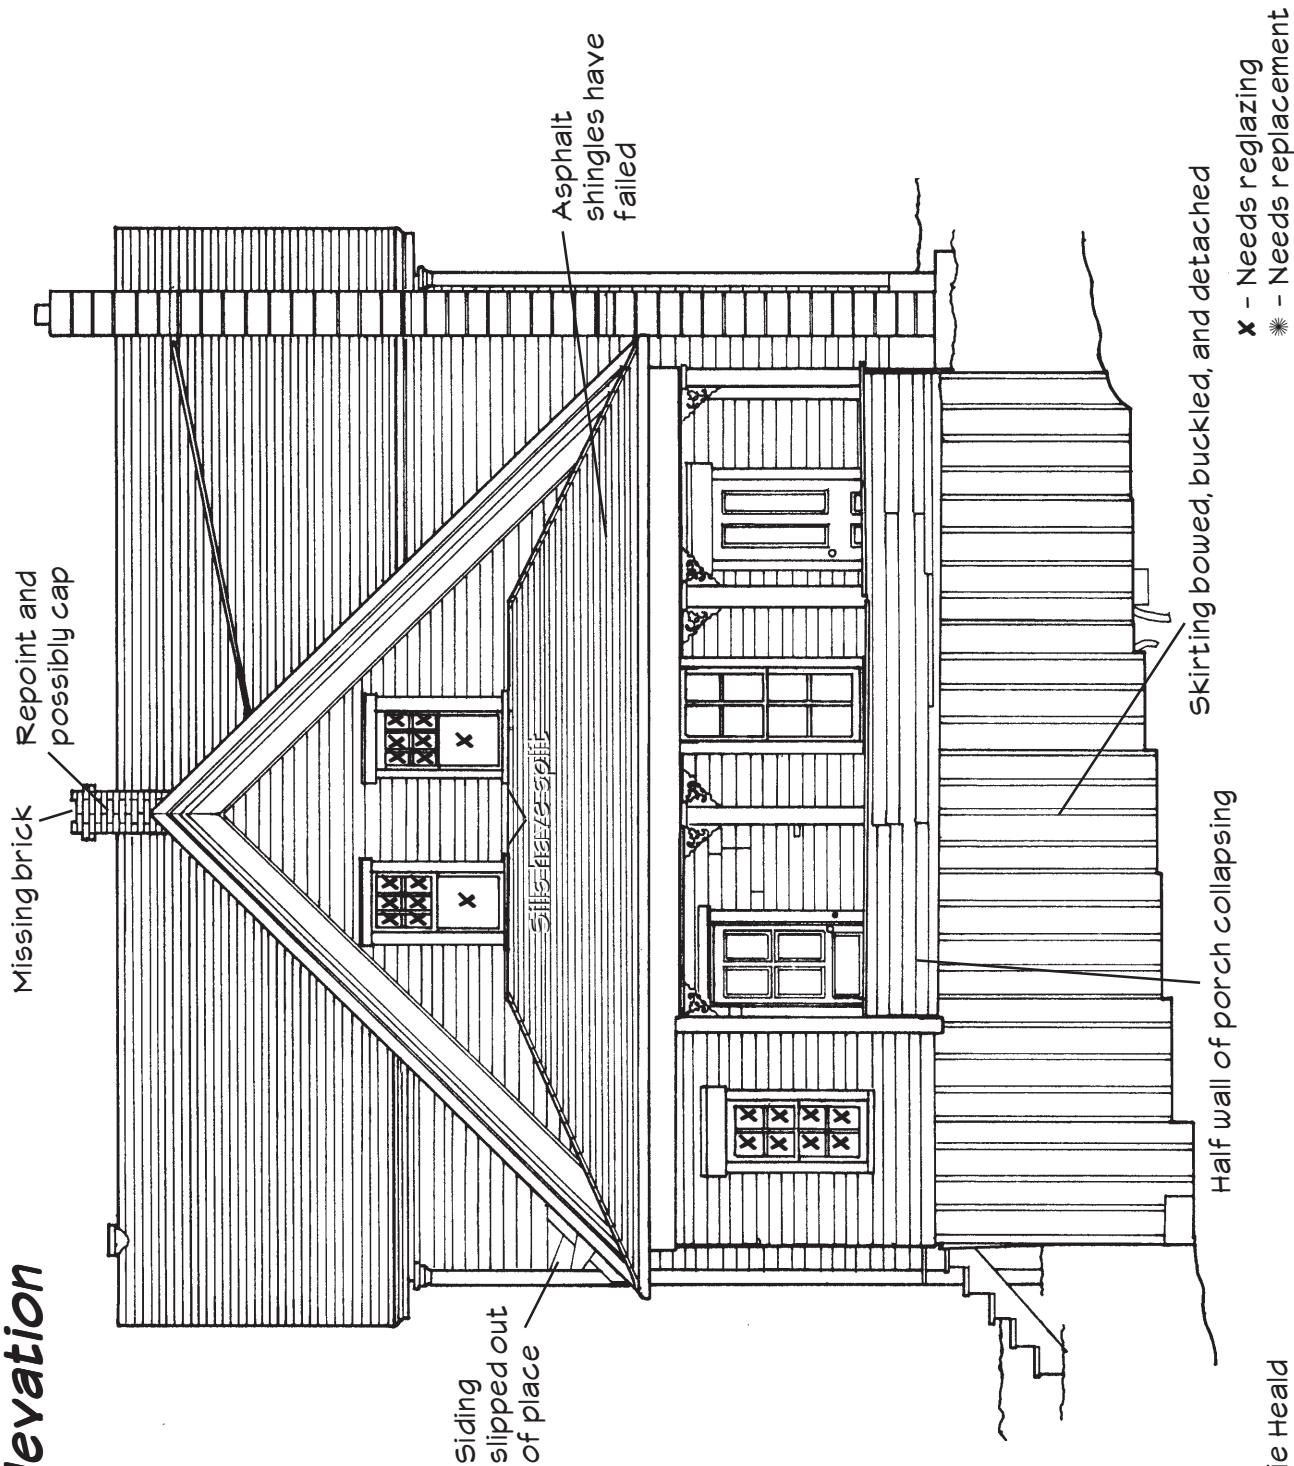 levation
Missing brick
Repoint and
possibly cap
Siding
slipped out
of place
Asphalt
shingles have
failed
Sills have split
Half wall of porch collapsing
Skirting bowed, buckled, and detached
x - Needs reglazing
✺ - Needs replacement
ie Heald